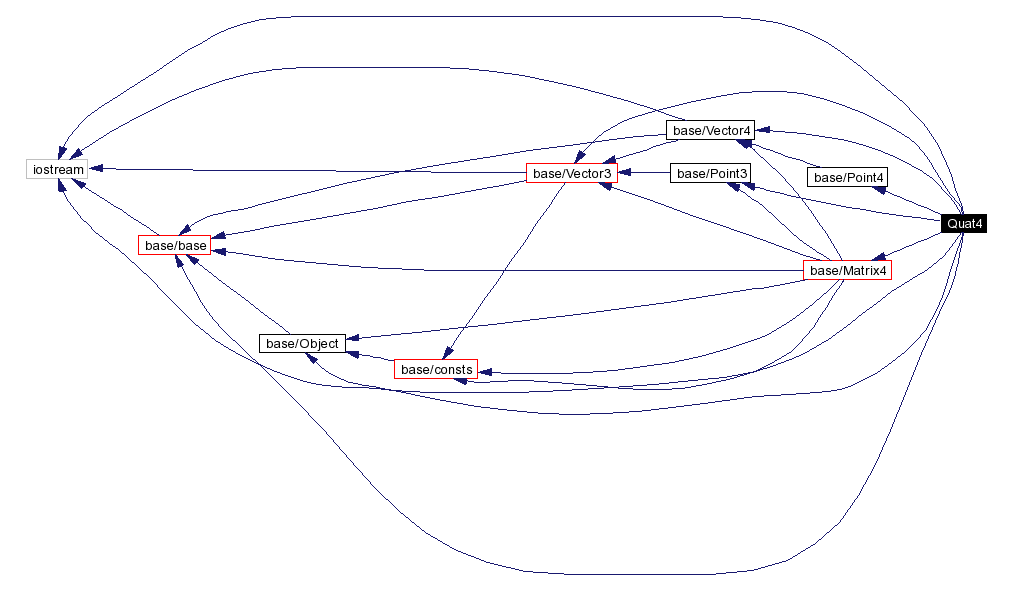 base/Vector4
iostream
base/Vector3
base/Point3
base/Point4
Quat4
base/base
base/Matrix4
base/Object
base/consts